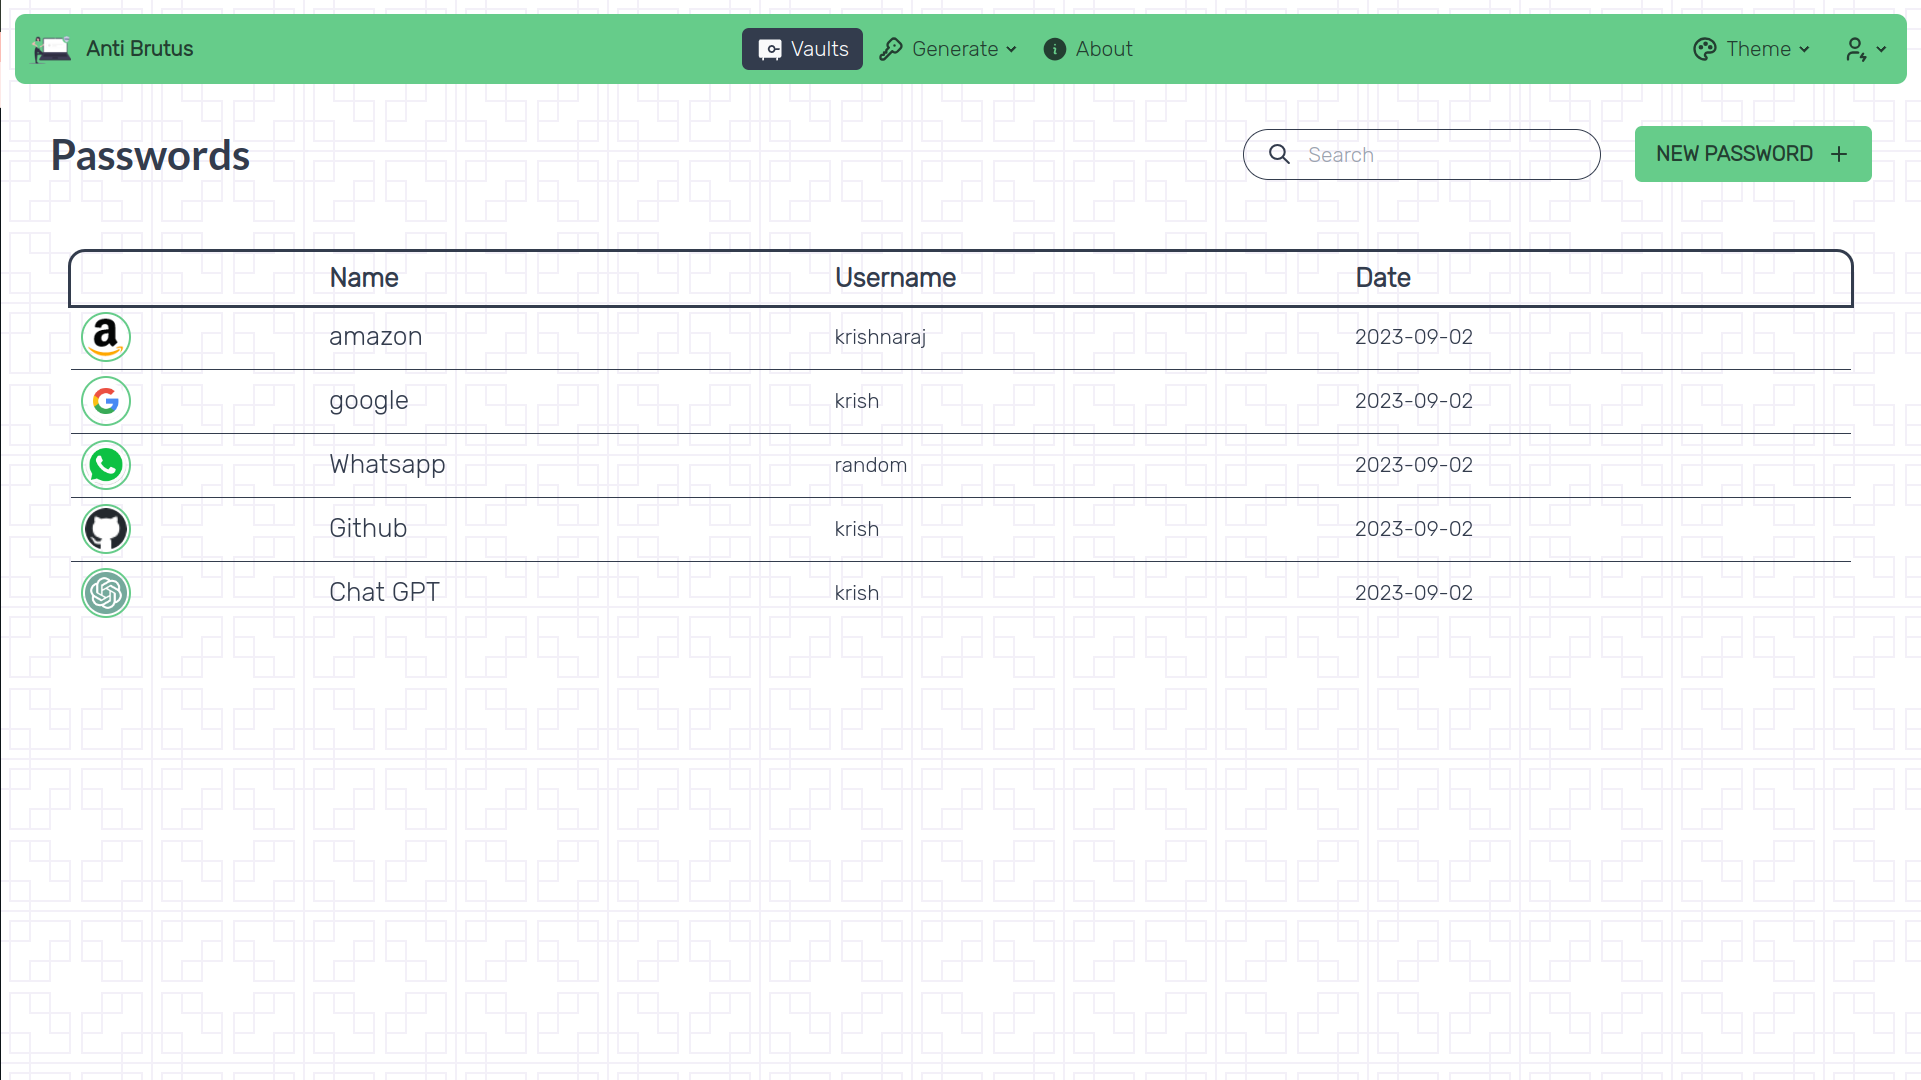 Anti Brutus Vaults Generate About Theme
Passwords Search NEW PASSWORD +
Name Username Date
amazon krishnaraj 2023-09-02
google krish 2023-09-02
Whatsapp random 2023-09-02
Github krish 2023-09-02
Chat GPT krish 2023-09-02